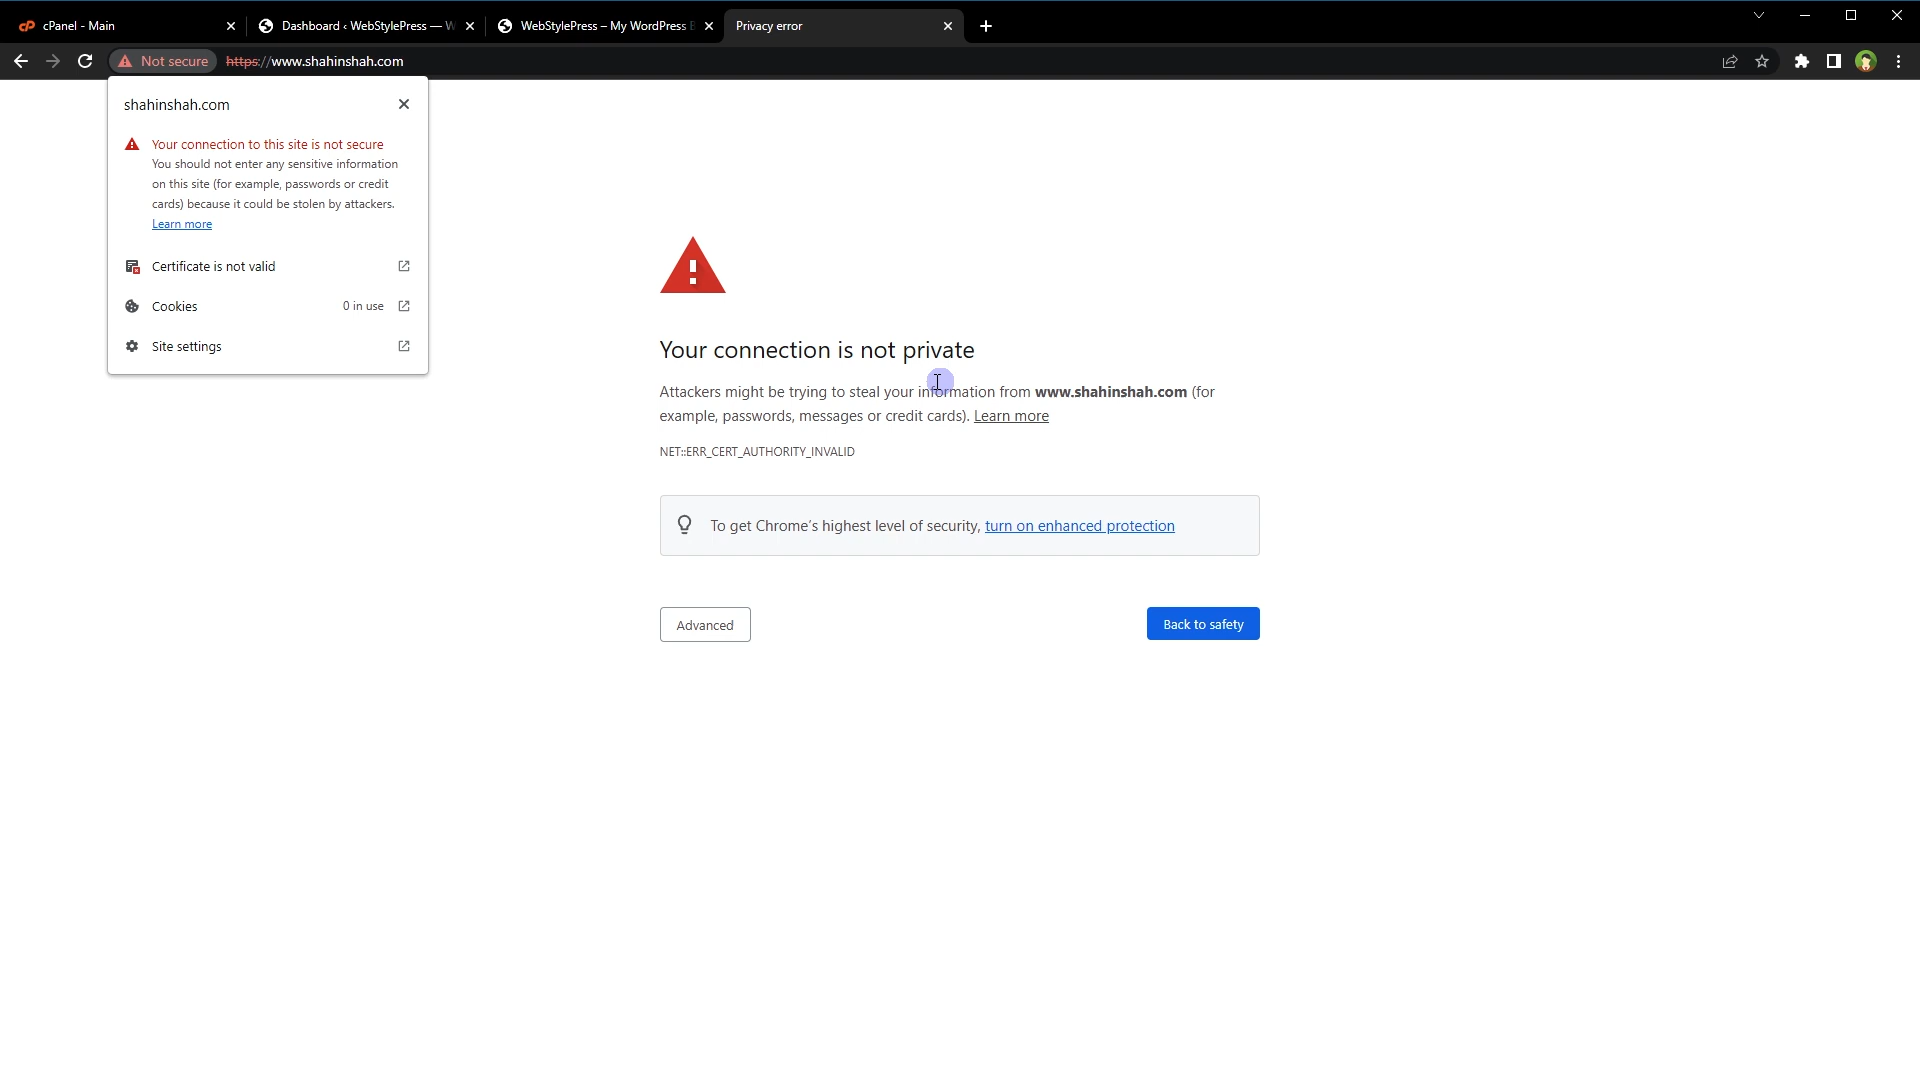 cPanel - Main
Dashboard ‹ WebStylePress — W
WebStylePress – My WordPress B
Privacy error
Not secure
https://www.shahinshah.com
shahinshah.com
Your connection to this site is not secure
You should not enter any sensitive information
on this site (for example, passwords or credit
cards) because it could be stolen by attackers.
Learn more
Certificate is not valid
Cookies
0 in use
Site settings
Your connection is not private
Attackers might be trying to steal your information from www.shahinshah.com (for
example, passwords, messages or credit cards). Learn more
NET::ERR_CERT_AUTHORITY_INVALID
To get Chrome's highest level of security, turn on enhanced protection
Advanced
Back to safety